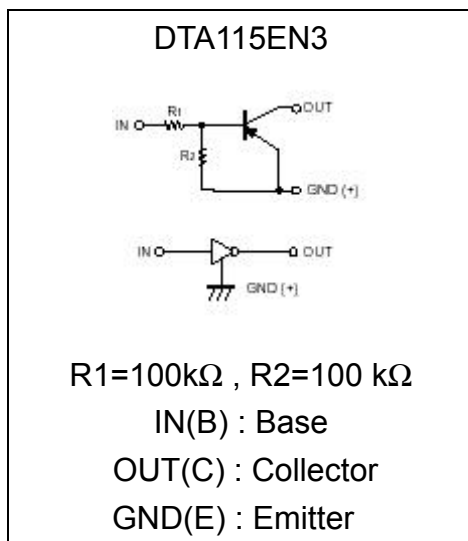 DTA115EN3
OUT
R1
IN
R2
GND (+)
IN
OUT
GND (+)
R1=100kΩ , R2=100 kΩ
IN(B) : Base
OUT(C) : Collector
GND(E) : Emitter